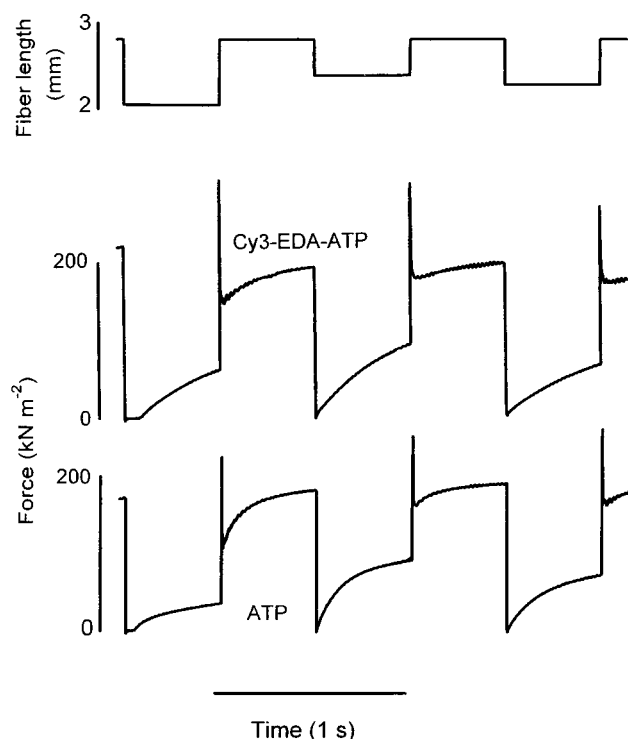 Fiber length
(mm)
3
2
Cy3-EDA-ATP
200
0
Force (kN m⁻²)
200
0
ATP
Time (1 s)